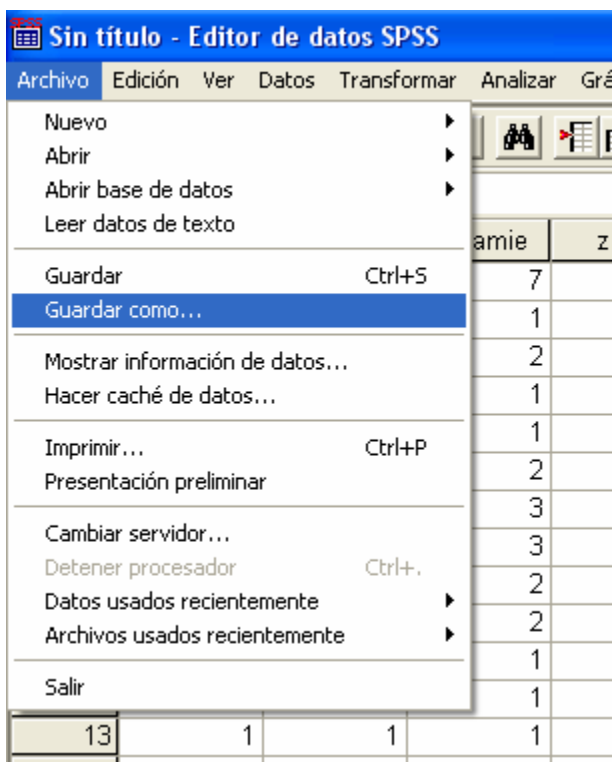 SPSS
Sin título - Editor de datos SPSS
Archivo Edición Ver Datos Transformar Analizar Grá
Nuevo
Abrir
Abrir base de datos
Leer datos de texto
amie z
Guardar Ctrl+S 7
Guardar como... 1
Mostrar información de datos... 2
Hacer caché de datos... 1
1
Imprimir... Ctrl+P
Presentación preliminar 2
3
Cambiar servidor...
Detener procesador Ctrl+. 3
Datos usados recientemente 2
Archivos usados recientemente 2
1
Salir 1
13 1 1 1